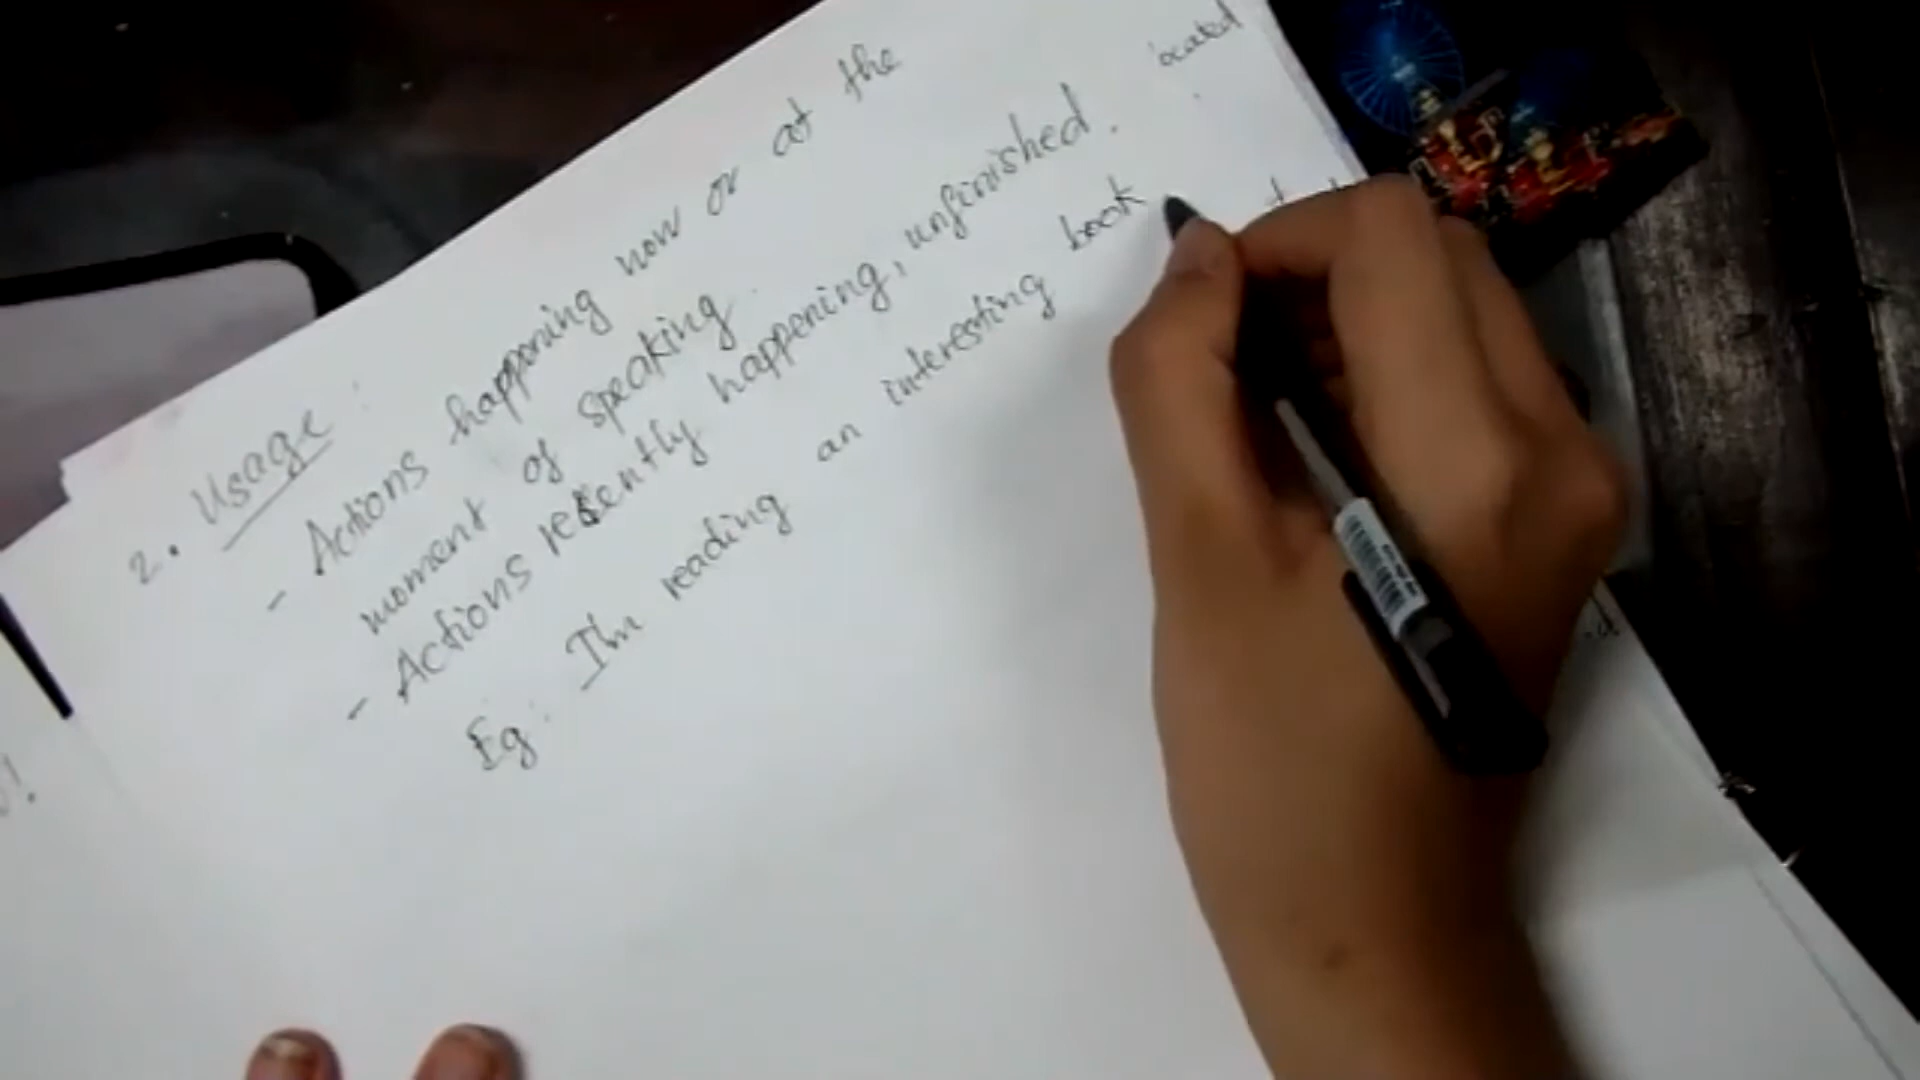 2. Usage:
- Actions happening now or at the
moment of speaking.
- Actions recently happening, unfinished.
Eg: I'm reading an interesting book